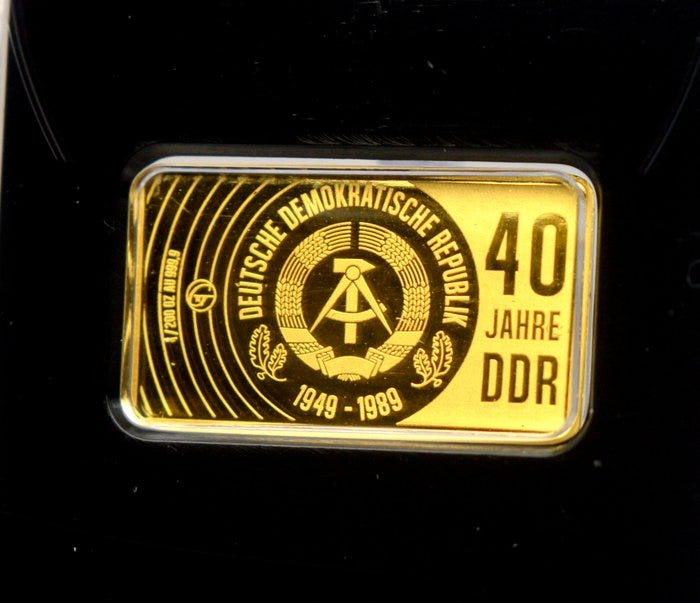 1/200 OZ AU 999.9
DEUTSCHE DEMOKRATISCHE REPUBLIK
1949 - 1989
40
JAHRE
DDR